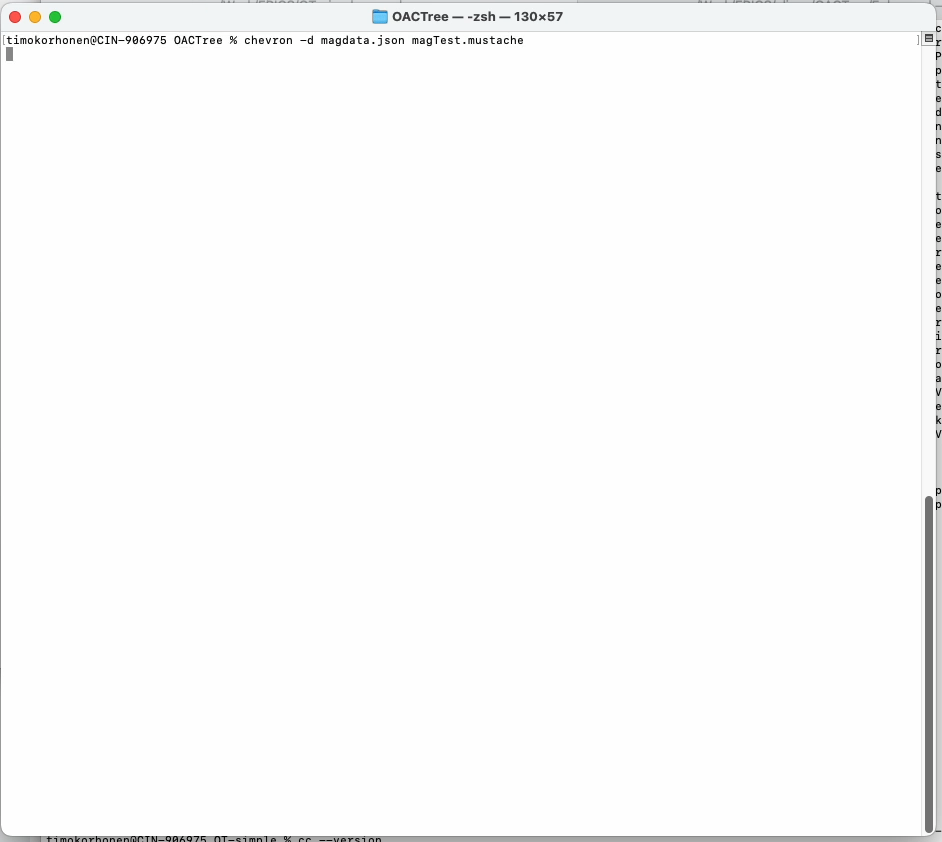 OACTree — -zsh — 130×57
timokorhonen@CIN-906975 OACTree % chevron -d magdata.json magTest.mustache
timokorhonen@CIN-906975 OT-simple % cc --version